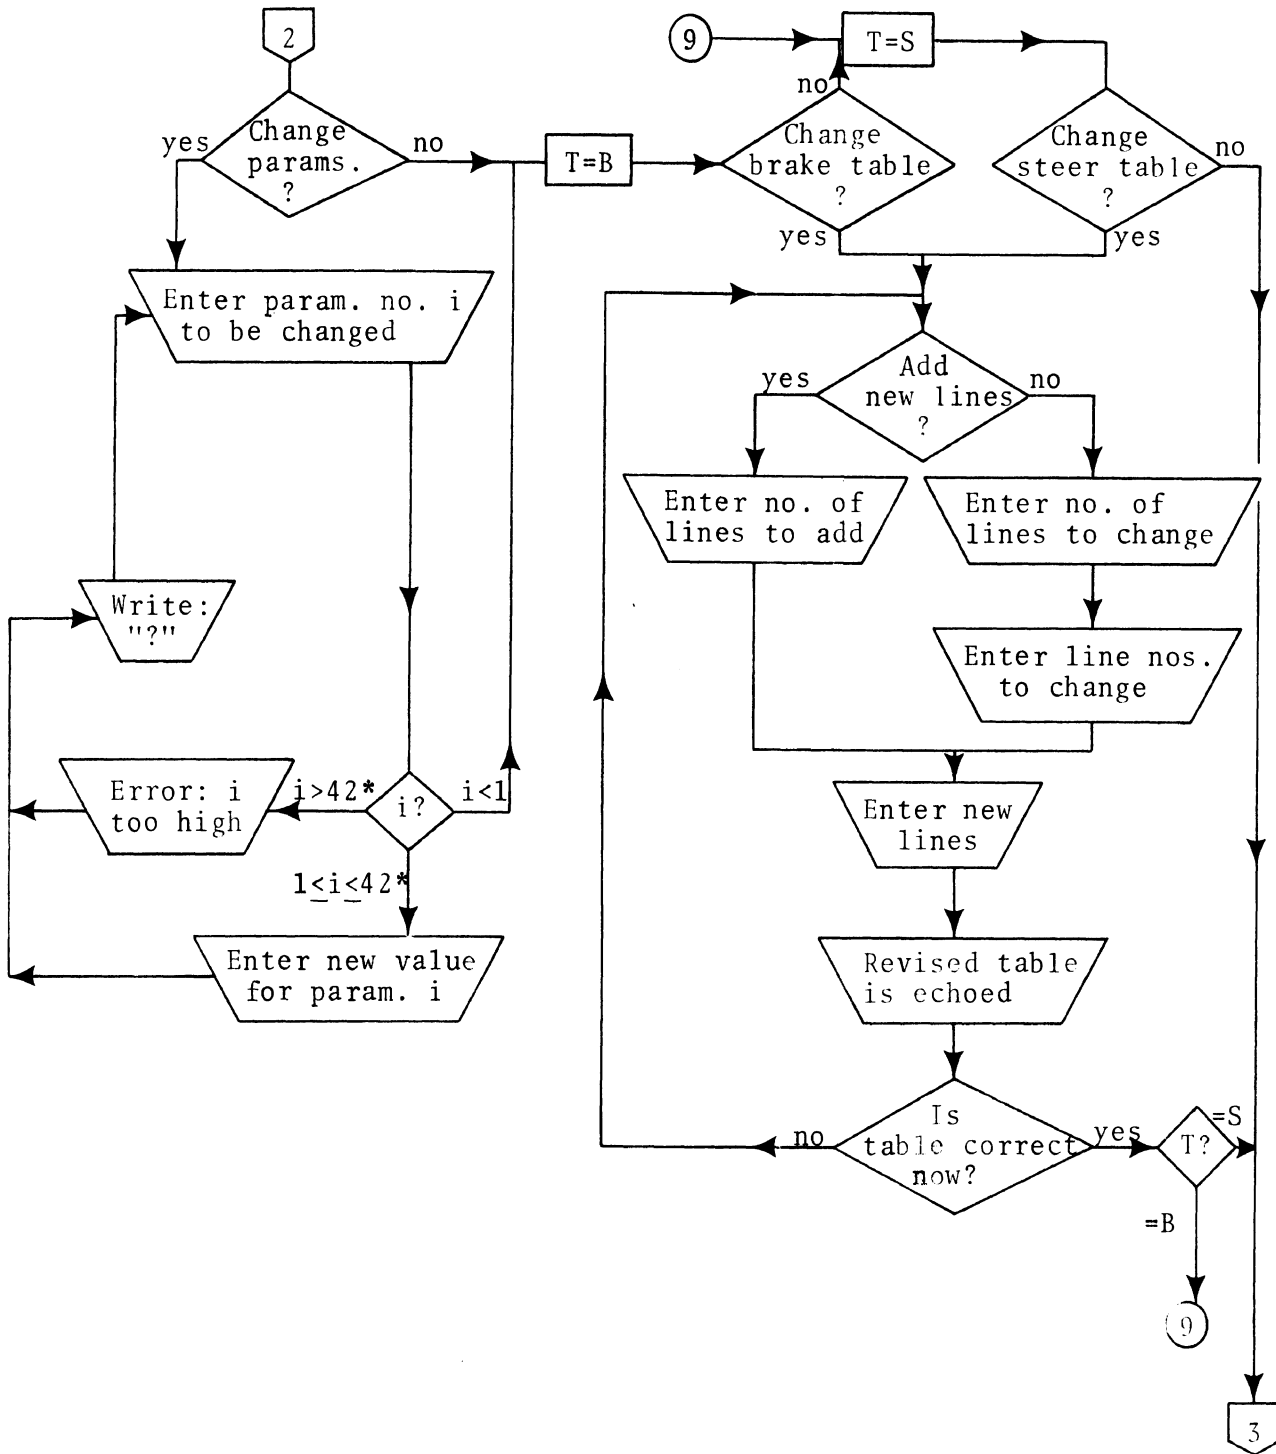 2
Change
params.
?
yes
no
Enter param. no. i
to be changed
Write:
"?"
Error: i
too high
i>42*
i?
i<1
1≤i≤42*
Enter new value
for param. i
T=B
9
T=S
no
Change
brake table
?
yes
Change
steer table
?
no
yes
Add
new lines
?
yes
no
Enter no. of
lines to add
Enter no. of
lines to change
Enter line nos.
to change
Enter new
lines
Revised table
is echoed
Is
table correct
now?
no
yes
T?
=S
=B
9
3